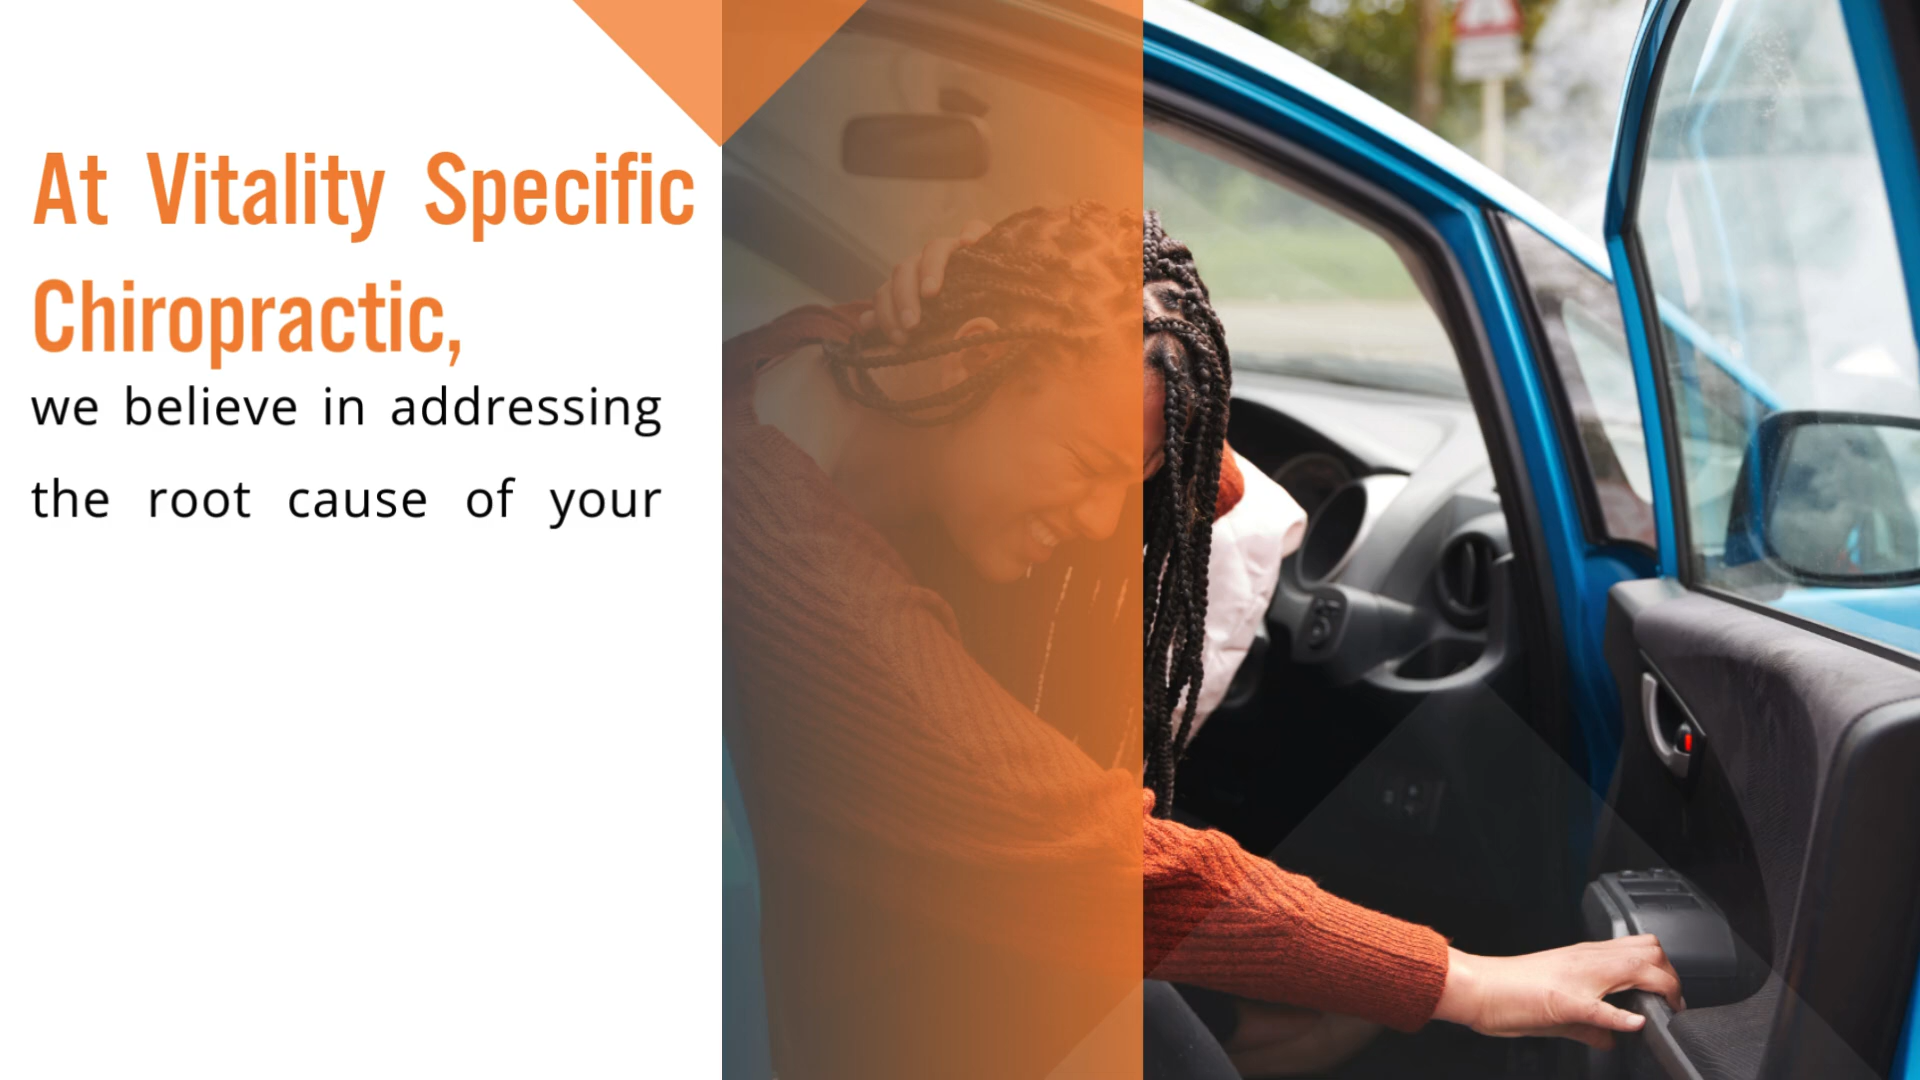 At Vitality Specific
Chiropractic,
we believe in addressing
the root cause of your